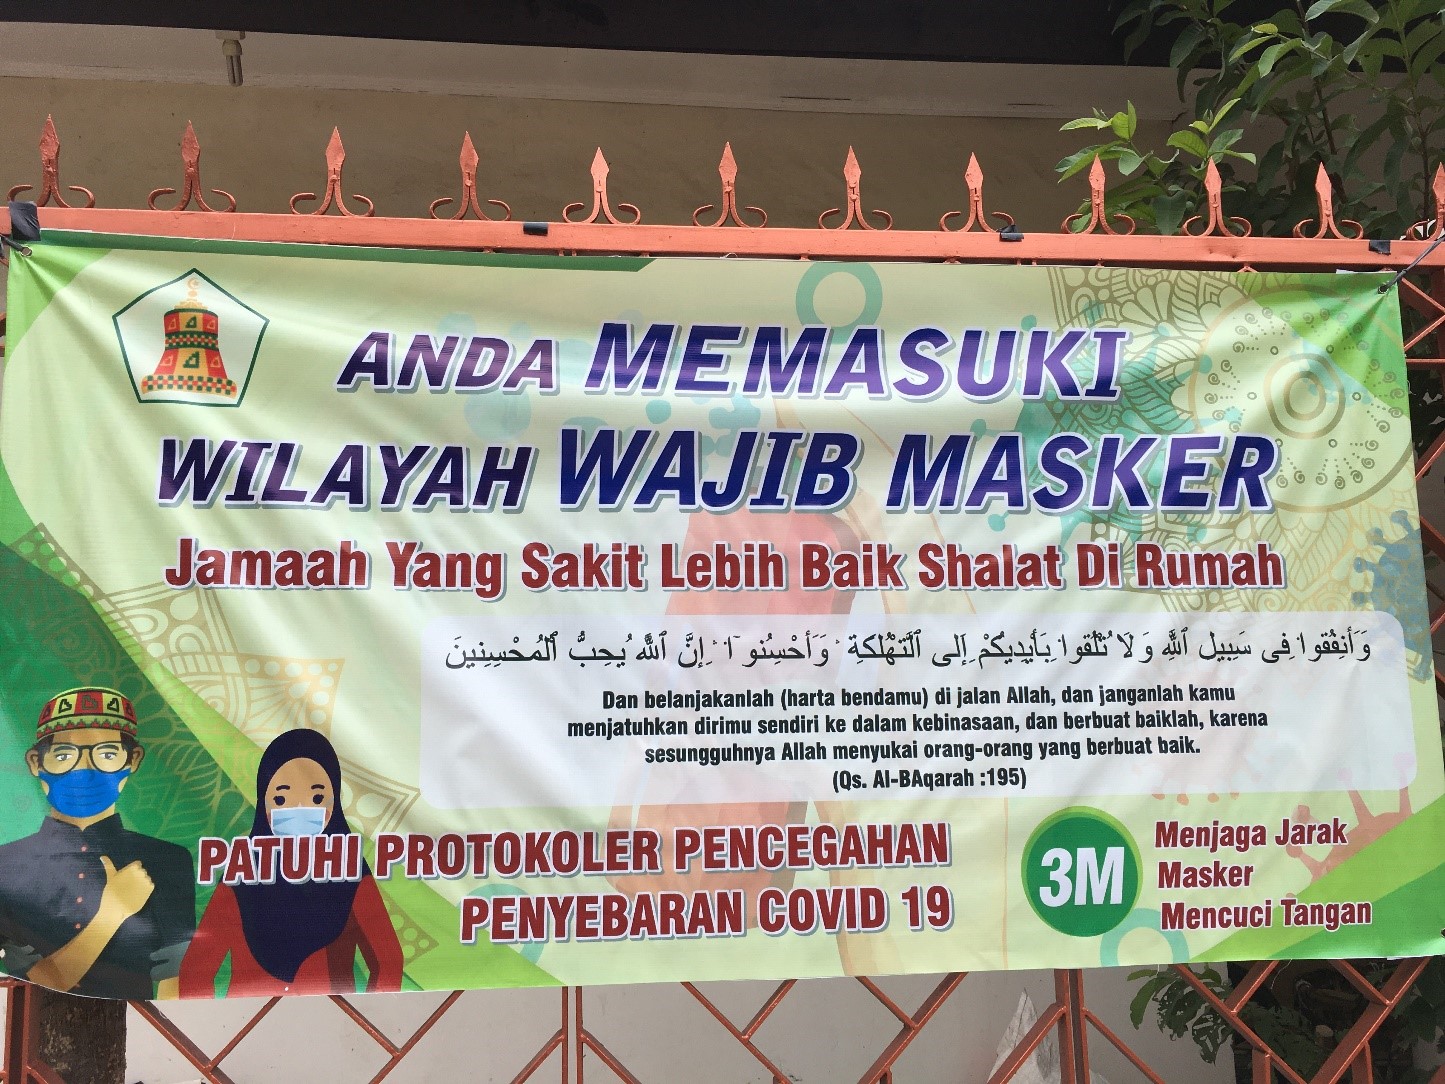 ANDA MEMASUKI
WILAYAH WAJIB MASKER
Jamaah Yang Sakit Lebih Baik Shalat Di Rumah
وَأَنفِقُوا۟ فِى سَبِيلِ ٱللَّهِ وَلَا تُلْقُوا۟ بِأَيْدِيكُمْ إِلَى ٱلتَّهْلُكَةِ ۛ وَأَحْسِنُوٓا۟ ۛ إِنَّ ٱللَّهَ يُحِبُّ ٱلْمُحْسِنِينَ
Dan belanjakanlah (harta bendamu) di jalan Allah, dan janganlah kamu
menjatuhkan dirimu sendiri ke dalam kebinasaan, dan berbuat baiklah, karena
sesungguhnya Allah menyukai orang-orang yang berbuat baik.
(Qs. Al-BAqarah :195)
PATUHI PROTOKOLER PENCEGAHAN
PENYEBARAN COVID 19
3M
Menjaga Jarak
Masker
Mencuci Tangan